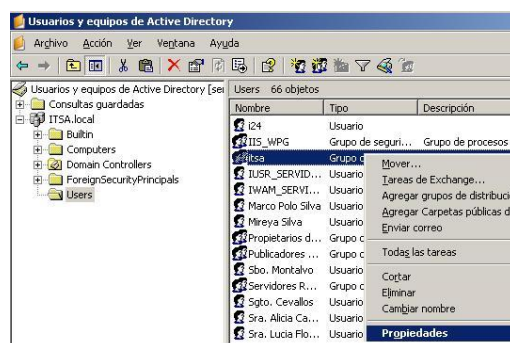 Usuarios y equipos de Active Directory
Archivo Acción Ver Ventana Ayuda
Usuarios y equipos de Active Directory [ser
Consultas guardadas
ITSA.local
Builtin
Computers
Domain Controllers
ForeignSecurityPrincipals
Users
Users 66 objetos
Nombre Tipo Descripción
i24 Usuario
IIS_WPG Grupo de seguri... Grupo de procesos
itsa Grupo d
IUSR_SERVID... Usuario
IWAM_SERVI... Usuario
Marco Polo Silva Usuario
Mireya Silva Usuario
Propietarios d... Grupo c
Publicadores ... Grupo c
Sbo. Montalvo Usuario
Servidores R... Grupo c
Sgto. Cevallos Usuario
Sra. Alicia Ca... Usuario
Sra. Lucia Flo... Usuario
Mover...
Tareas de Exchange...
Agregar grupos de distribuci
Agregar Carpetas públicas d
Enviar correo
Todas las tareas
Cortar
Eliminar
Cambiar nombre
Propiedades